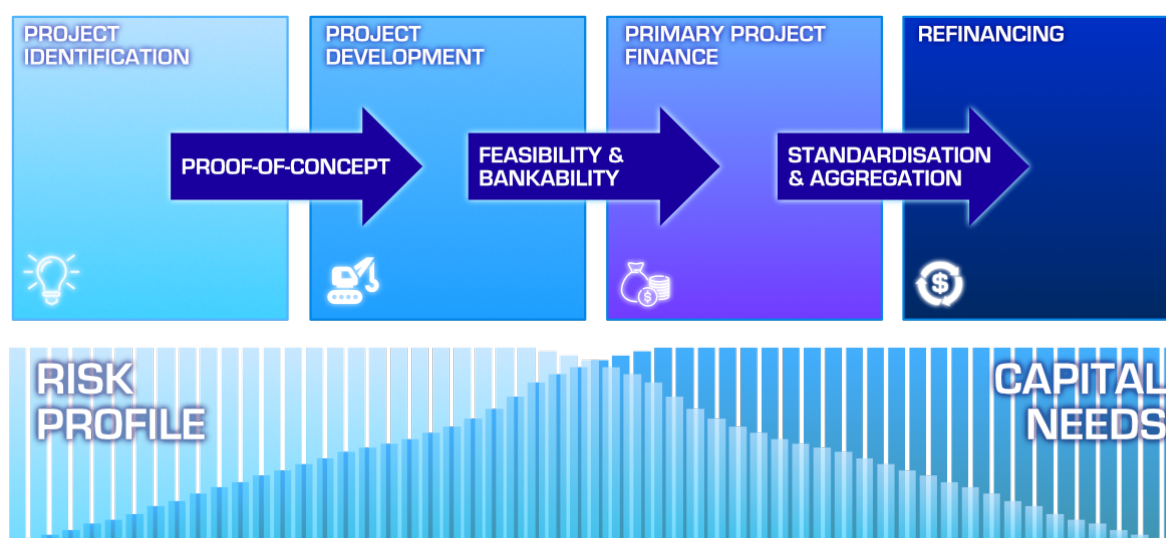 PROJECT
IDENTIFICATION
PROJECT
DEVELOPMENT
PRIMARY PROJECT
FINANCE
REFINANCING
PROOF-OF-CONCEPT
FEASIBILITY &
BANKABILITY
STANDARDISATION
& AGGREGATION
$
$
RISK
PROFILE
CAPITAL
NEEDS